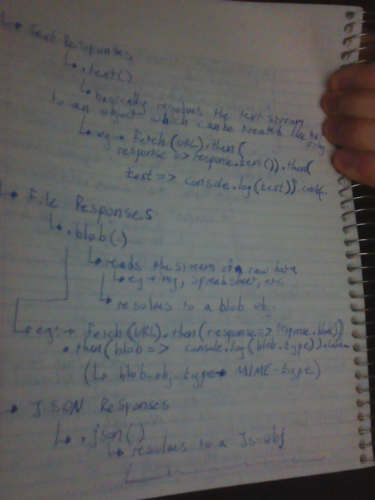 ↳ Text Responses
↳ .text()
↳ basically resolves the text-stream
to an object which can be treated like
↳ eg → fetch(URL).then(
response => response.text()).then(
text => console.log(text)).catch..
↳ File Responses
↳ .blob()
↳ reads the stream of a raw data
↳ eg → img, spreadsheet, etc
↳ resolves to a blob obj.
↳ eg: → fetch(URL).then(response => response.blob())
.then(blob => console.log(blob.type))
(↳ blob-obj.type → MIME-type)
→ JSON Responses
↳ .json()
↳ resolves to a Js-obj